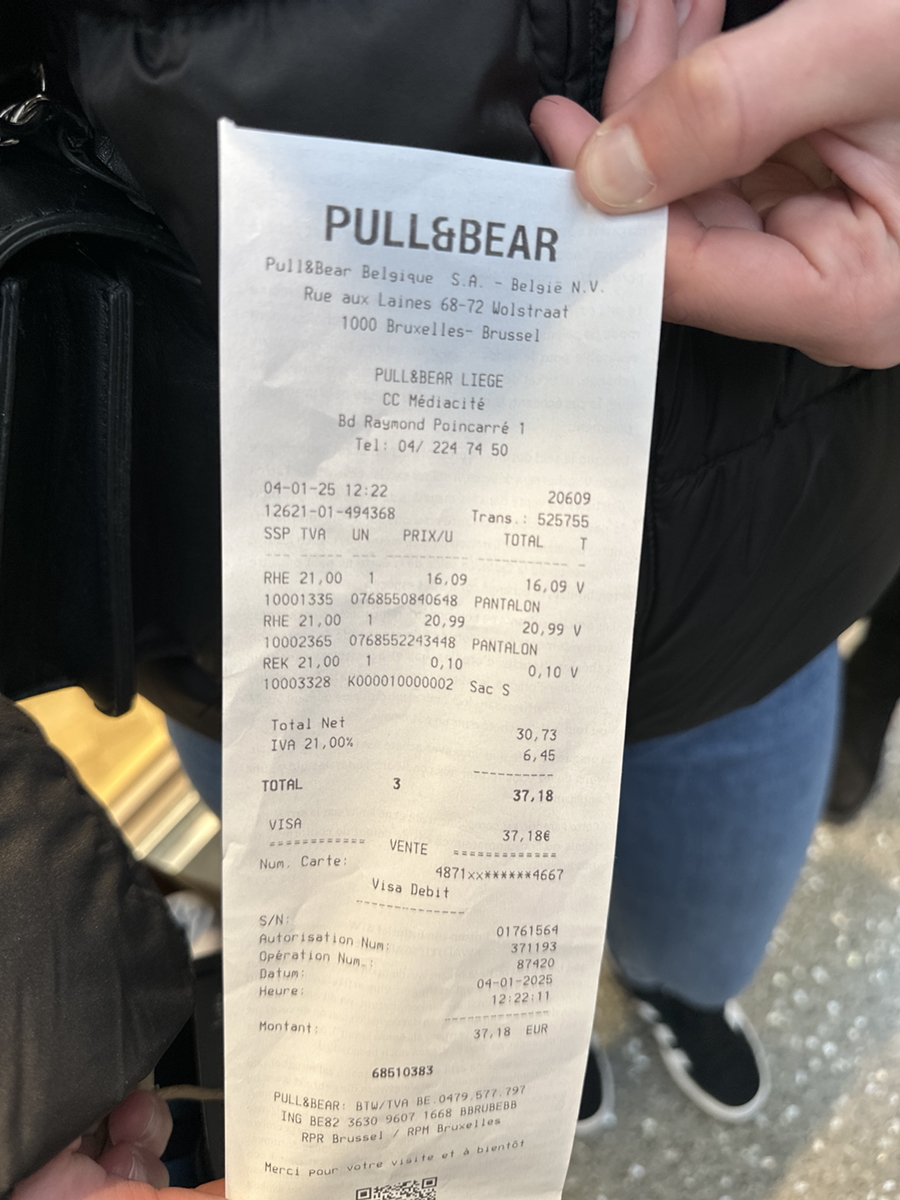 PULL&BEAR
Pull&Bear Belgique S.A. - België N.V.
Rue aux Laines 68-72 Wolstraat
1000 Bruxelles- Brussel
PULL&BEAR LIEGE
CC Médiacité
Bd Raymond Poincarré 1
Tel: 04/ 224 74 50
04-01-25 12:22 20609
12621-01-494368 Trans.: 525755
SSP TVA UN PRIX/U TOTAL T
---- ----- --- ---------- ---------- -
RHE 21,00 1 16,09 16,09 V
10001335 0768550840648 PANTALON
RHE 21,00 1 20,99 20,99 V
10002365 0768552243448 PANTALON
REK 21,00 1 0,10 0,10 V
10003328 K000010000002 Sac S
Total Net 30,73
IVA 21,00% 6,45
----------
TOTAL 3 37,18
VISA 37,18€
============ VENTE =============
Num. Carte: 4871xx******4667
Visa Debit
--------------
S/N: 01761564
Autorisation Num: 371193
Opération Num.: 87420
Datum: 04-01-2025
Heure: 12:22:11
--------------
Montant: 37,18 EUR
68510383
PULL&BEAR: BTW/TVA BE.0479.577.797
ING BE82 3630 9607 1668 BBRUBEBB
RPR Brussel / RPM Bruxelles
Merci pour votre visite et à bientôt